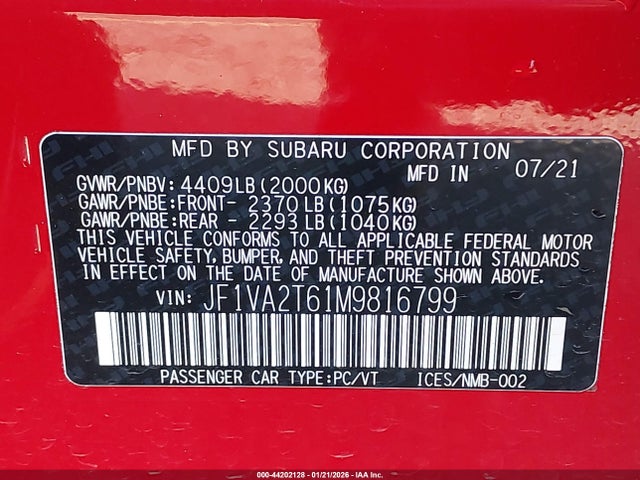 MFD BY SUBARU CORPORATION
MFD IN 07/21
GVWR/PNBV: 4409LB(2000KG)
GAWR/PNBE:FRONT- 2370LB(1075KG)
GAWR/PNBE:REAR - 2293LB(1040KG)
THIS VEHICLE CONFORMS TO ALL APPLICABLE FEDERAL MOTOR
VEHICLE SAFETY, BUMPER, AND THEFT PREVENTION STANDARDS
IN EFFECT ON THE DATE OF MANUFACTURE SHOWN ABOVE.
VIN: JF1VA2T61M9816799
PASSENGER CAR TYPE:PC/VT ICES/NMB-002
000-44202128 - 01/21/2026 - IAA Inc.